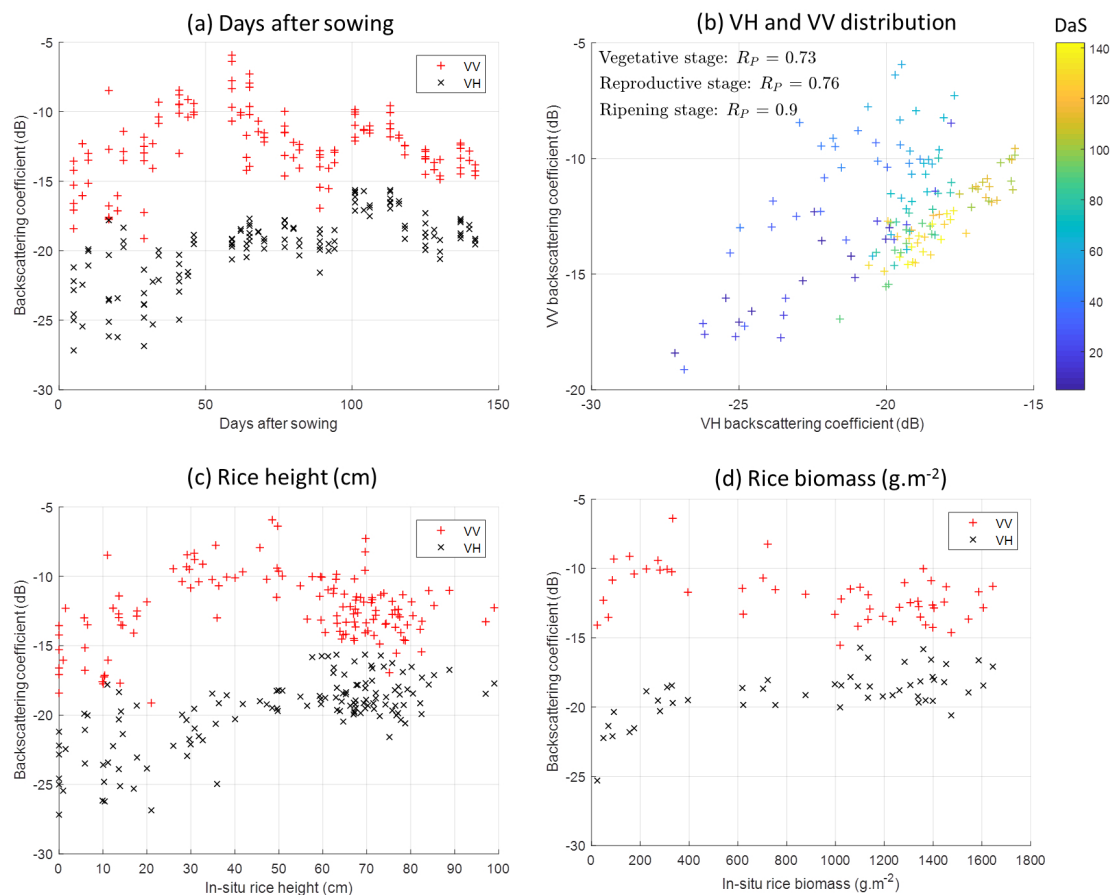 (a) Days after sowing
-5
-10
-15
-20
-25
-30
0
50
100
150
VV
VH
Backscattering coefficient (dB)
Days after sowing
(b) VH and VV distribution
DaS
Vegetative stage: R_P = 0.73
Reproductive stage: R_P = 0.76
Ripening stage: R_P = 0.9
-5
-10
-15
-20
-30
-25
-20
-15
VV backscattering coefficient (dB)
VH backscattering coefficient (dB)
140
120
100
80
60
40
20
(c) Rice height (cm)
-5
-10
-15
-20
-25
-30
0
10
20
30
40
50
60
70
80
90
100
VV
VH
Backscattering coefficient (dB)
In-situ rice height (cm)
(d) Rice biomass (g.m⁻²)
-5
-10
-15
-20
-25
-30
0
200
400
600
800
1000
1200
1400
1600
1800
VV
VH
Backscattering coefficient (dB)
In-situ rice biomass (g.m⁻²)